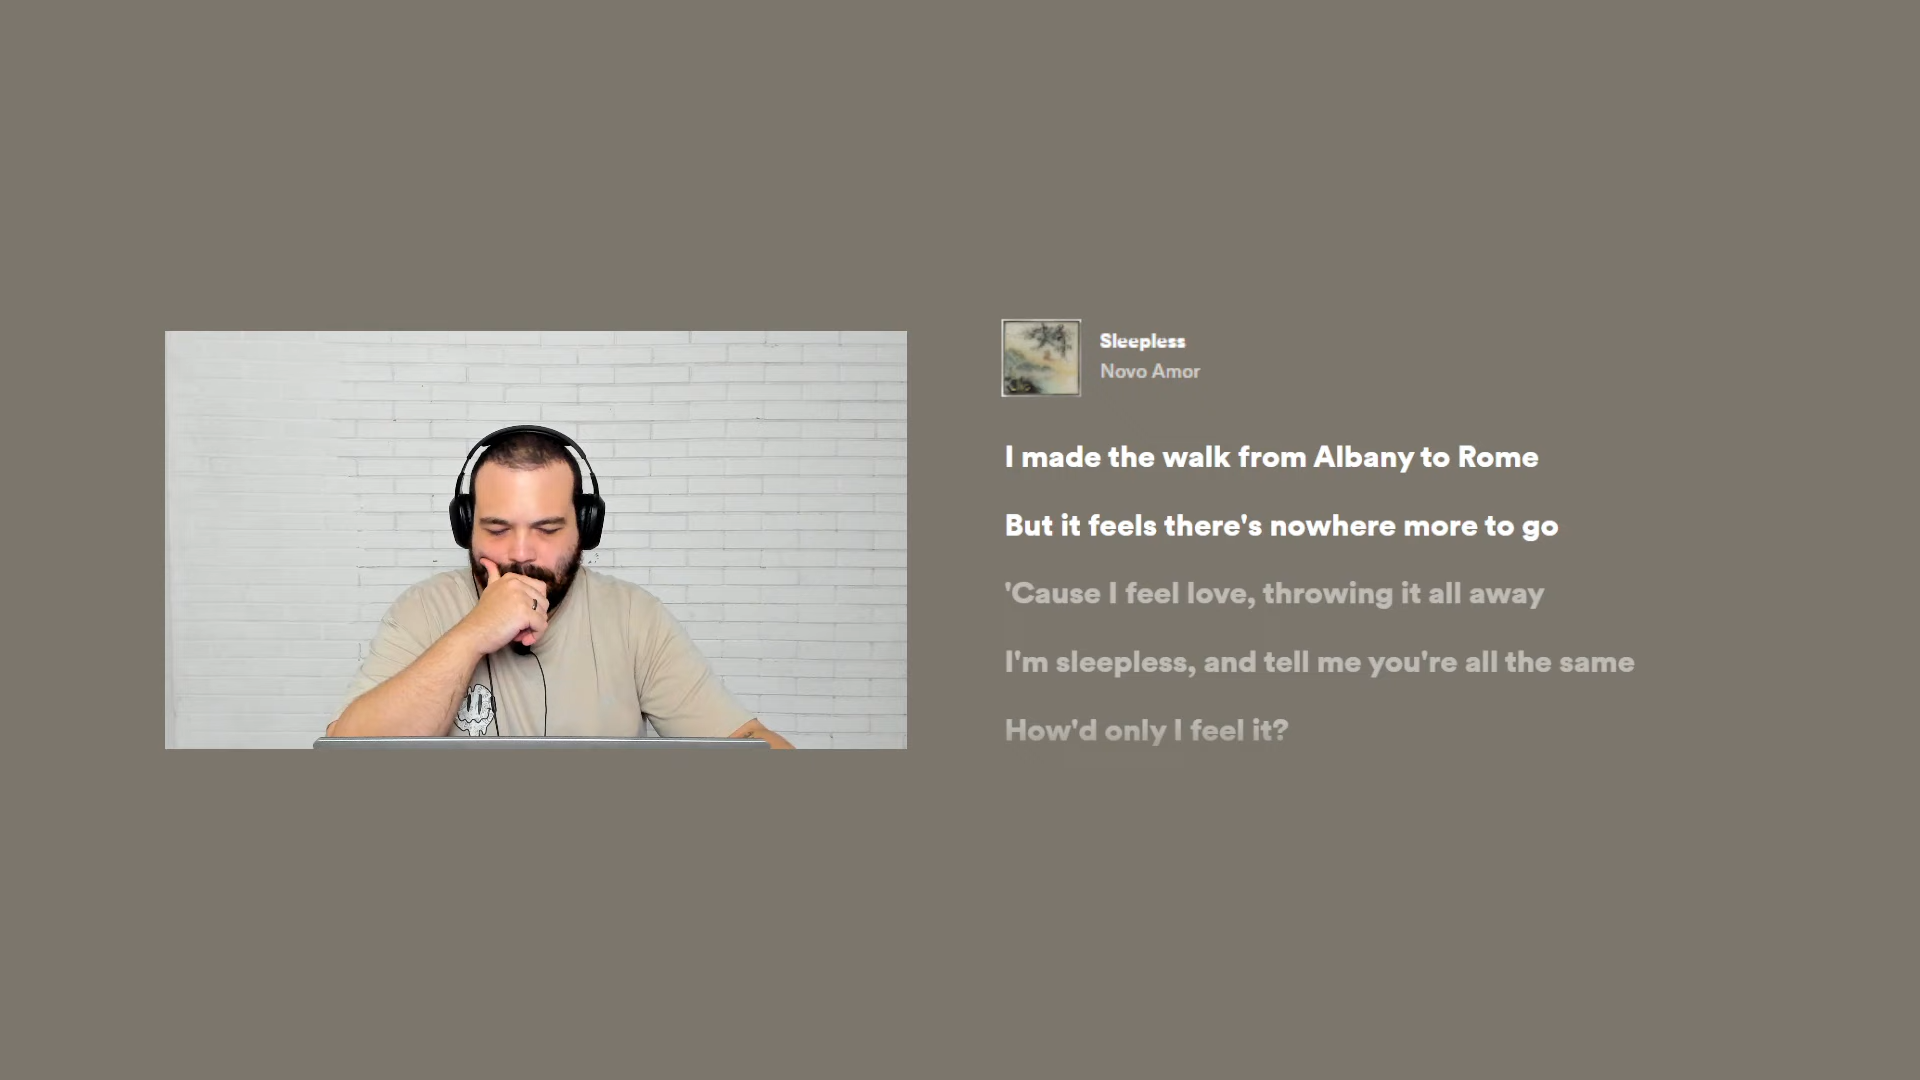 Sleepless
Novo Amor
I made the walk from Albany to Rome
But it feels there's nowhere more to go
'Cause I feel love, throwing it all away
I'm sleepless, and tell me you're all the same
How'd only I feel it?